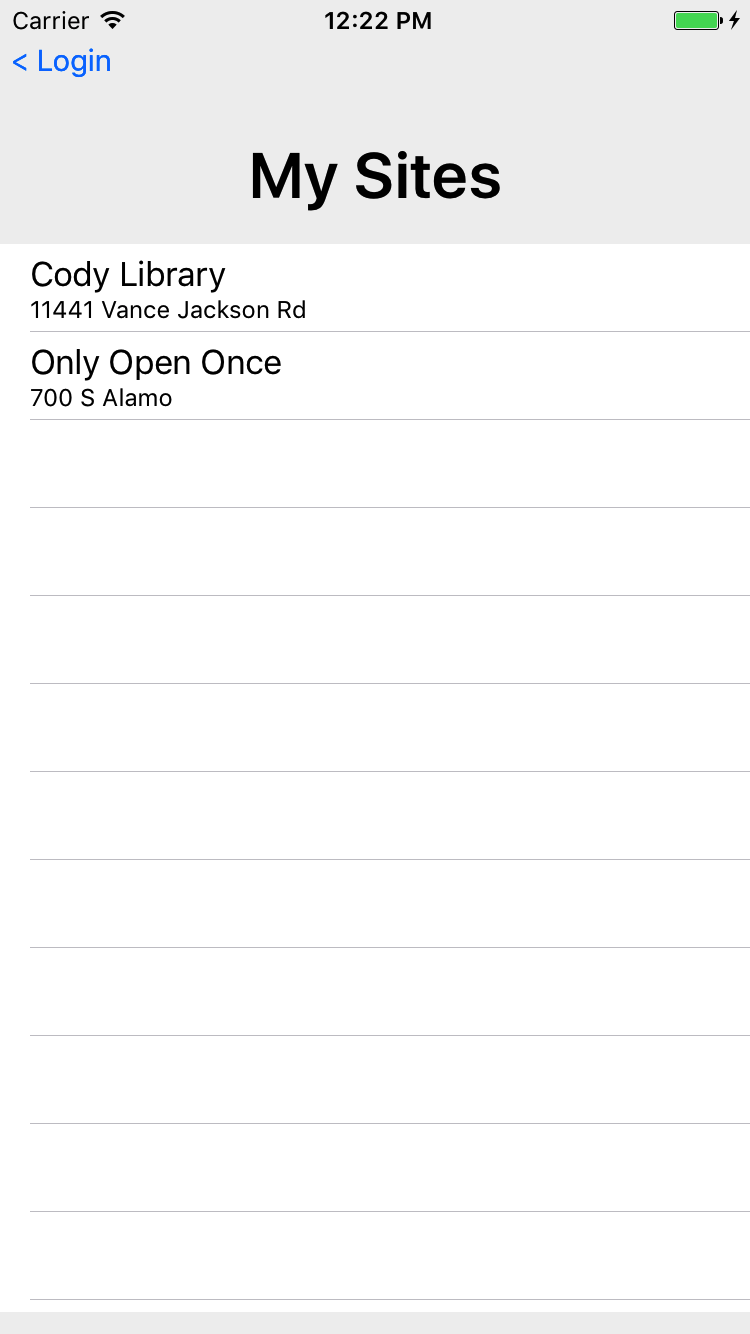 Carrier 12:22 PM
< Login
My Sites
Cody Library
11441 Vance Jackson Rd
Only Open Once
700 S Alamo